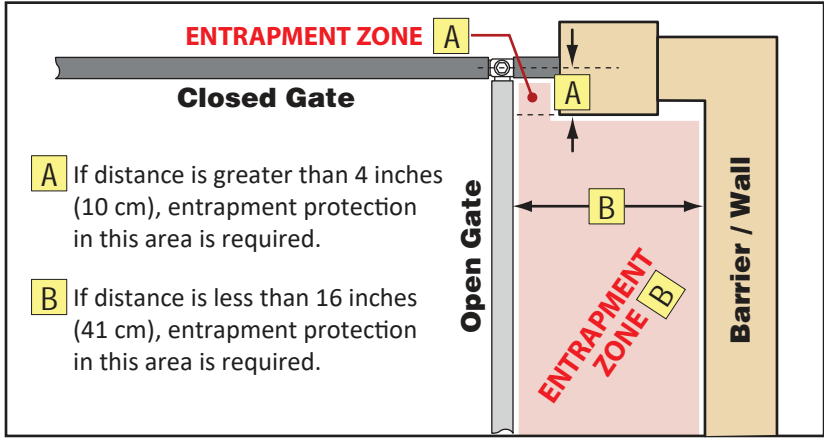 ENTRAPMENT ZONE A
A
Closed Gate
A If distance is greater than 4 inches
(10 cm), entrapment protection
in this area is required.
B If distance is less than 16 inches
(41 cm), entrapment protection
in this area is required.
Open Gate
B
ENTRAPMENT
ZONE B
Barrier / Wall